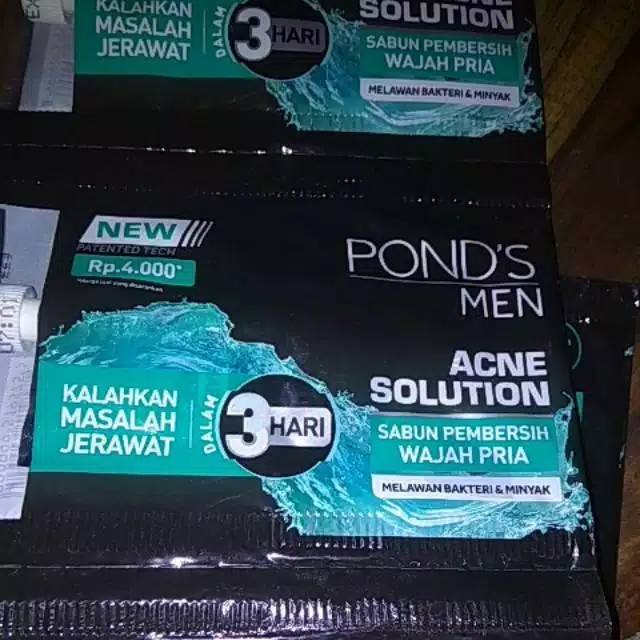 KALAHKAN
MASALAH
JERAWAT
DALAM
3 HARI
SOLUTION
SABUN PEMBERSIH
WAJAH PRIA
MELAWAN BAKTERI & MINYAK
NEW
PATENTED TECH
Rp.4.000*
POND'S
MEN
ACNE
SOLUTION
KALAHKAN
MASALAH
JERAWAT
DALAM
3 HARI
SABUN PEMBERSIH
WAJAH PRIA
MELAWAN BAKTERI & MINYAK